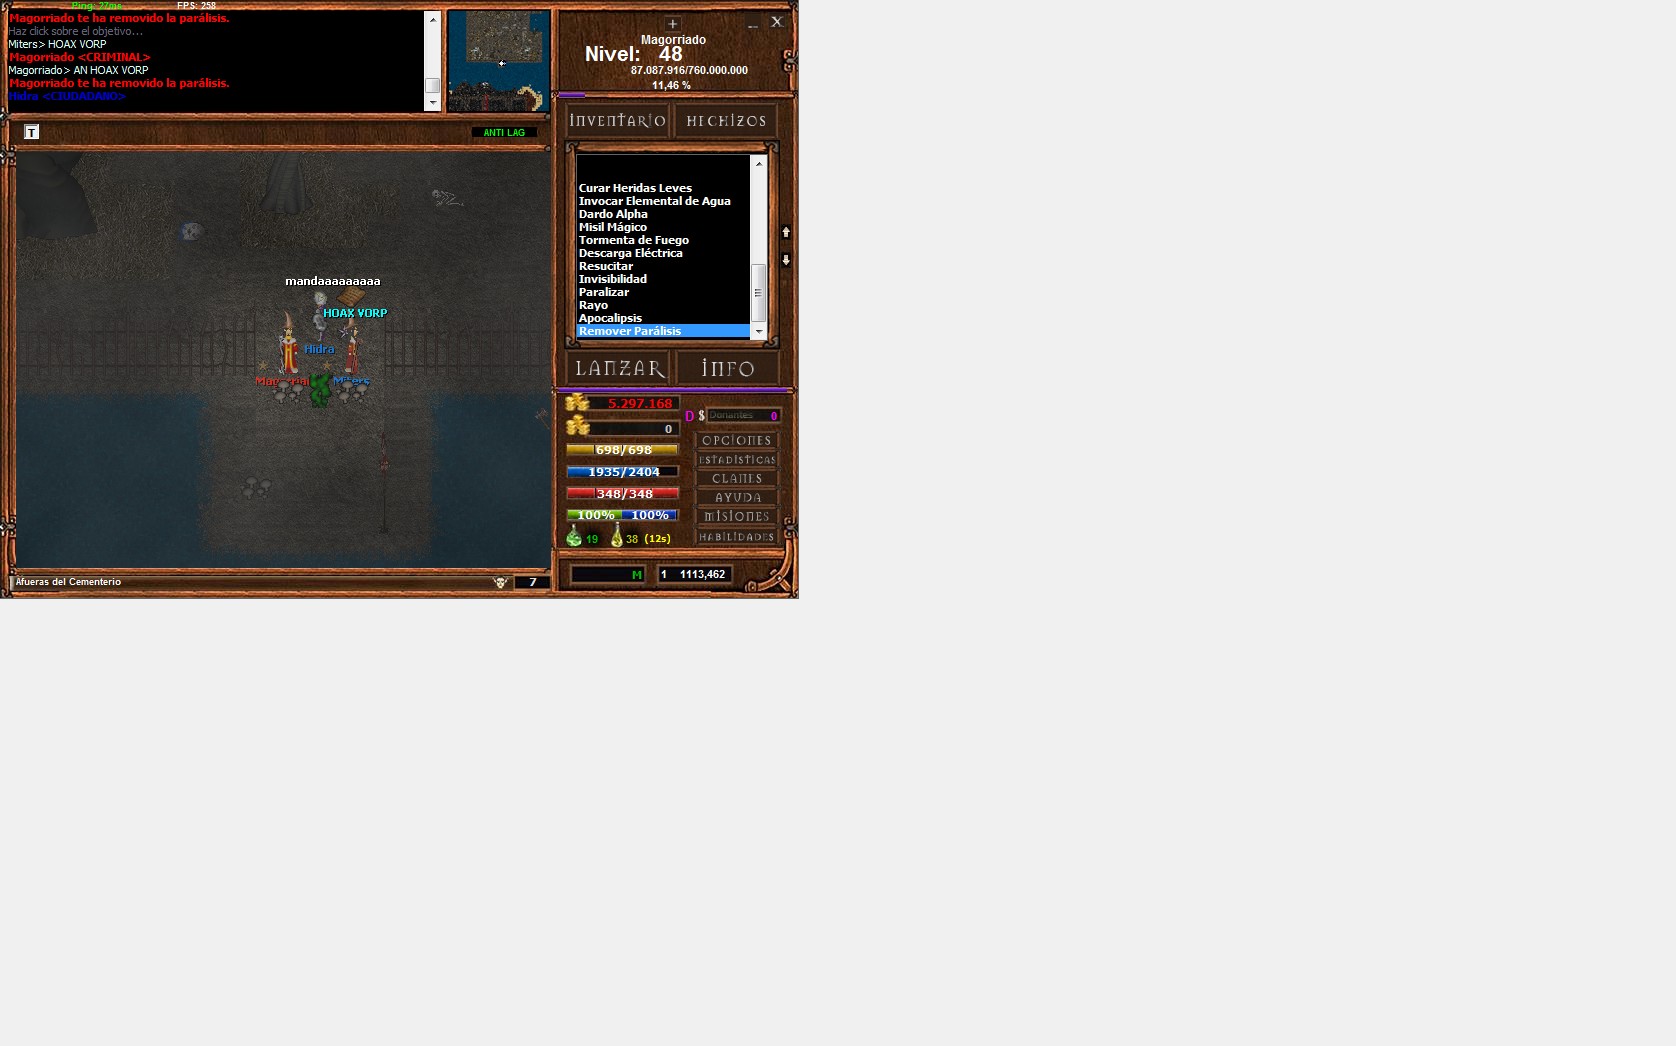 Ping: 27ms FPS: 258
Magorriado te ha removido la parálisis.
Haz click sobre el objetivo...
Miters> HOAX VORP
Magorriado <CRIMINAL>
Magorriado> AN HOAX VORP
Magorriado te ha removido la parálisis.
Hidra <CIUDADANO>
T
ANTI LAG
mandaaaaaaaaa
HOAX VORP
Hidra
Miters
Afueras del Cementerio
7
+
_ X
Magorriado
Nivel: 48
87.087.916/760.000.000
11,46 %
INVENTARIO HECHIZOS
Curar Heridas Leves
Invocar Elemental de Agua
Dardo Alpha
Misil Mágico
Tormenta de Fuego
Descarga Eléctrica
Resucitar
Invisibilidad
Paralizar
Rayo
Apocalipsis
Remover Parálisis
LANZAR INFO
5.297.168
0
698/698
1935/2404
348/348
100% 100%
19 38 (12s)
D $ Donantes 0
OPCIONES
ESTADÍSTICAS
CLANES
AYUDA
MISIONES
HABILIDADES
M
1 1113,462